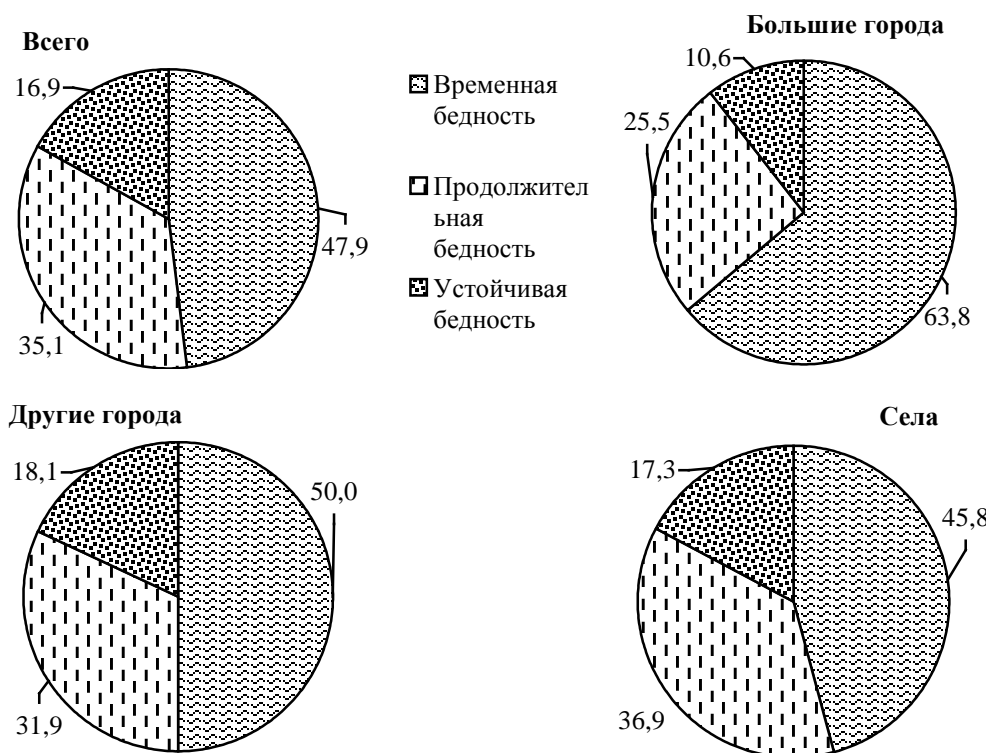 Всего
16,9
47,9
35,1
Временная
бедность
Продолжител
ьная
бедность
Устойчивая
бедность
Большие города
10,6
25,5
63,8
Другие города
18,1
50,0
31,9
Села
17,3
45,8
36,9